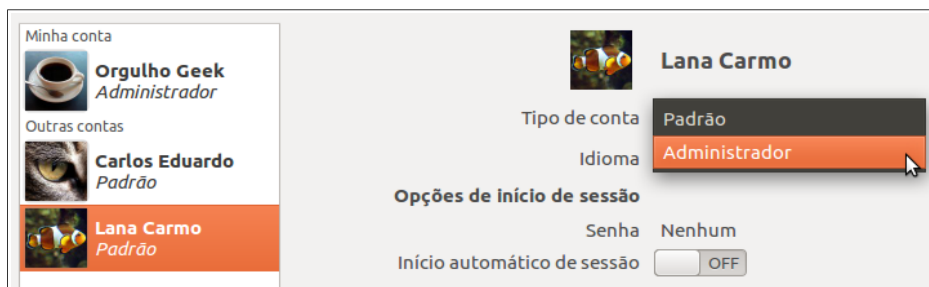 Minha conta
Orgulho Geek
Administrador
Outras contas
Carlos Eduardo
Padrão
Lana Carmo
Padrão
Lana Carmo
Tipo de conta
Padrão
Administrador
Idioma
Opções de início de sessão
Senha Nenhum
Início automático de sessão OFF